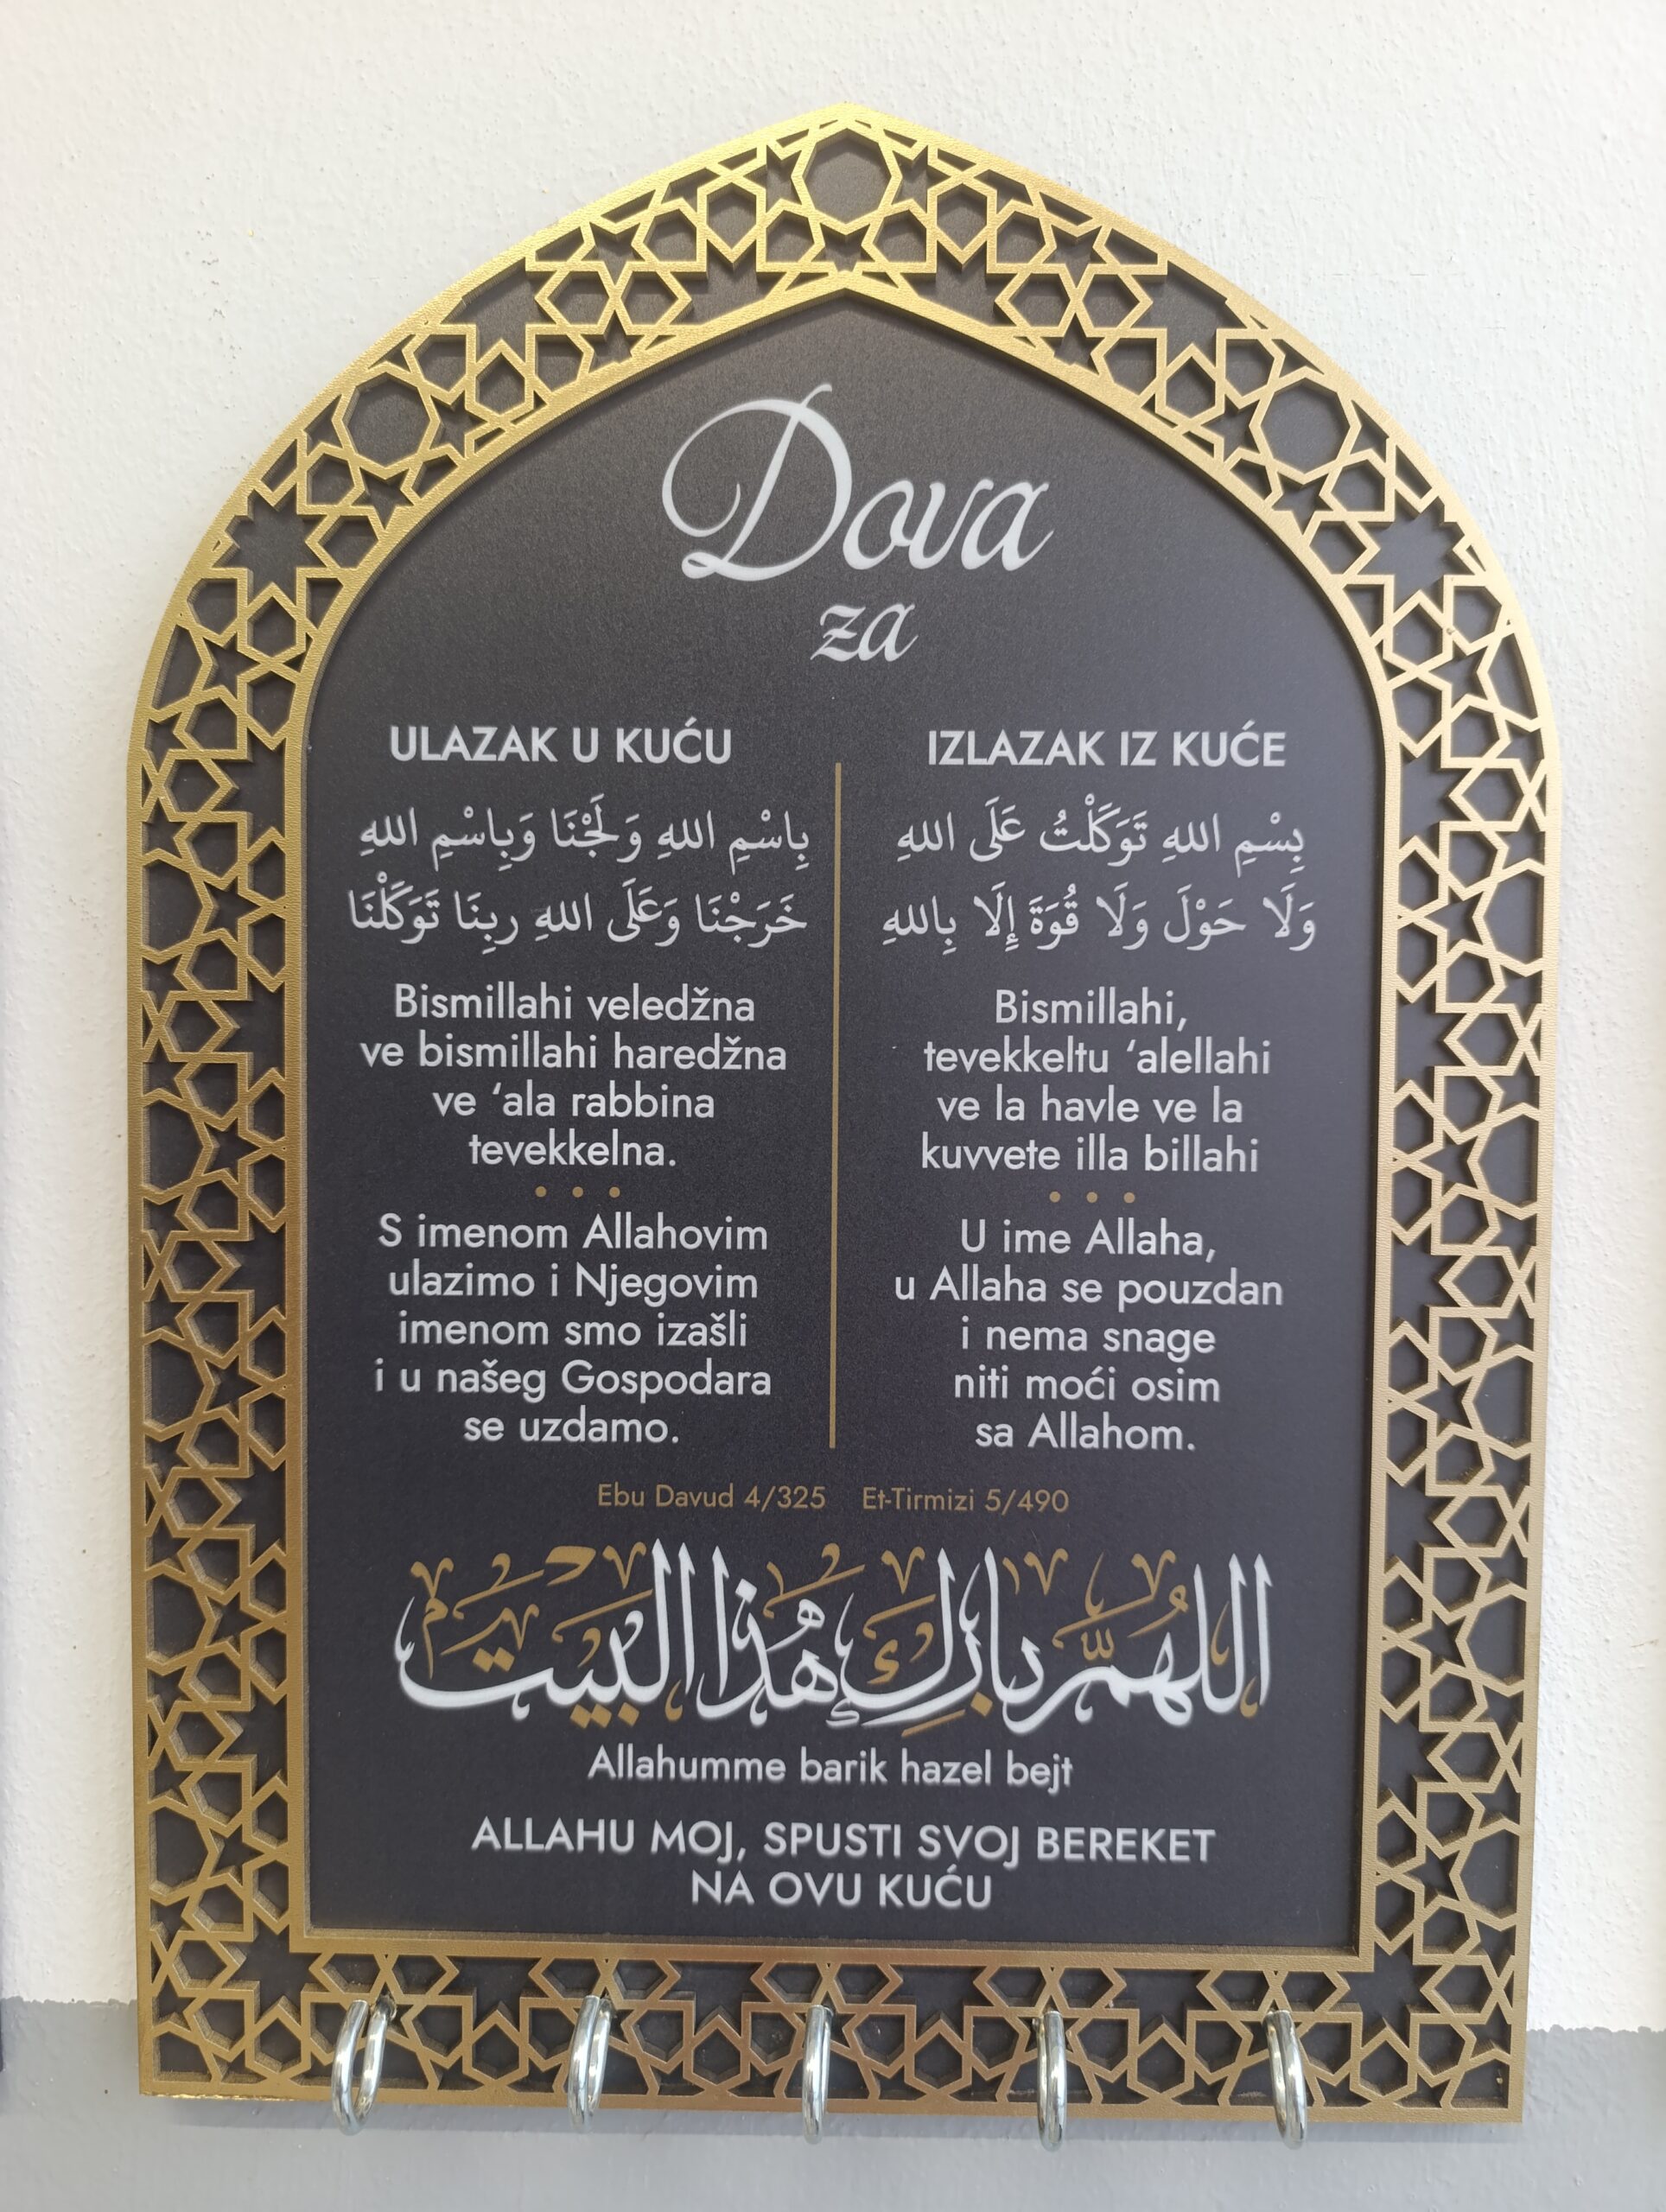 Dova
za
ULAZAK U KUĆU
بِاسْمِ اللهِ وَلَجْنَا وَبِاسْمِ اللهِ
خَرَجْنَا وَعَلَى اللهِ رِبِنَا تَوَكَلْنَا
Bismillahi veledžna
ve bismillahi haredžna
ve ‘ala rabbina
tevekkelna.
S imenom Allahovim
ulazimo i Njegovim
imenom smo izašli
i u našeg Gospodara
se uzdamo.
IZLAZAK IZ KUĆE
بِسْمِ اللهِ تَوَكَلْتُ عَلَى اللهِ
وَلَا حَوْلَ وَلَا قُوَةَ إِلَا بِاللهِ
Bismillahi,
tevekkeltu ‘alellahi
ve la havle ve la
kuvvete illa billahi
U ime Allaha,
u Allaha se pouzdan
i nema snage
niti moći osim
sa Allahom.
Ebu Davud 4/325 Et-Tirmizi 5/490
اللهُمَّ بَارِكْ هٰذَا الْبَيْتَ
Allahumme barik hazel bejt
ALLAHU MOJ, SPUSTI SVOJ BEREKET
NA OVU KUĆU